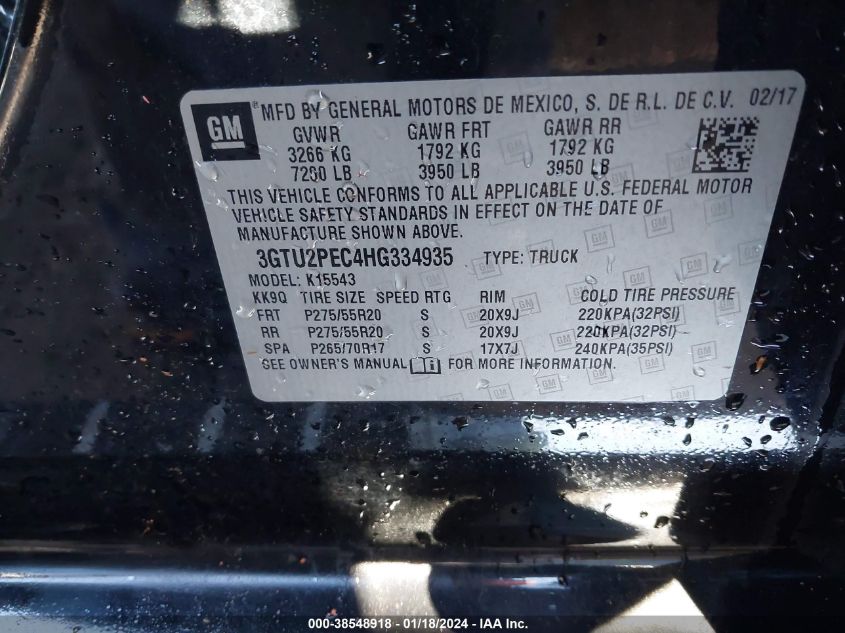 GM ® MFD BY GENERAL MOTORS DE MEXICO, S. DE R.L. DE C.V. 02/17
GVWR GAWR FRT GAWR RR
3266 KG 1792 KG 1792 KG
7200 LB 3950 LB 3950 LB
THIS VEHICLE CONFORMS TO ALL APPLICABLE U.S. FEDERAL MOTOR
VEHICLE SAFETY STANDARDS IN EFFECT ON THE DATE OF
MANUFACTURE SHOWN ABOVE.
3GTU2PEC4HG334935 TYPE: TRUCK
MODEL: K15543
KK9Q TIRE SIZE SPEED RTG RIM COLD TIRE PRESSURE
FRT P275/55R20 S 20X9J 220KPA(32PSI)
RR P275/55R20 S 20X9J 220KPA(32PSI)
SPA P265/70R17 S 17X7J 240KPA(35PSI)
SEE OWNER'S MANUAL FOR MORE INFORMATION.
000-38548918 - 01/18/2024 - IAA Inc.